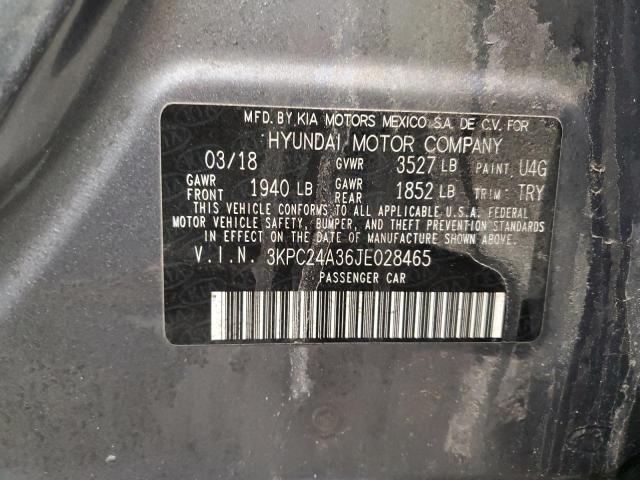 MFD. BY KIA MOTORS MEXICO S.A. DE C.V. FOR
HYUNDAI MOTOR COMPANY
03/18 GVWR 3527 LB PAINT U4G
GAWR FRONT 1940 LB GAWR REAR 1852 LB TRIM: TRY
THIS VEHICLE CONFORMS TO ALL APPLICABLE U.S.A. FEDERAL
MOTOR VEHICLE SAFETY, BUMPER, AND THEFT PREVENTION STANDARDS
IN EFFECT ON THE DATE OF MANUFACTURE SHOWN ABOVE.
V.I.N. 3KPC24A36JE028465
PASSENGER CAR